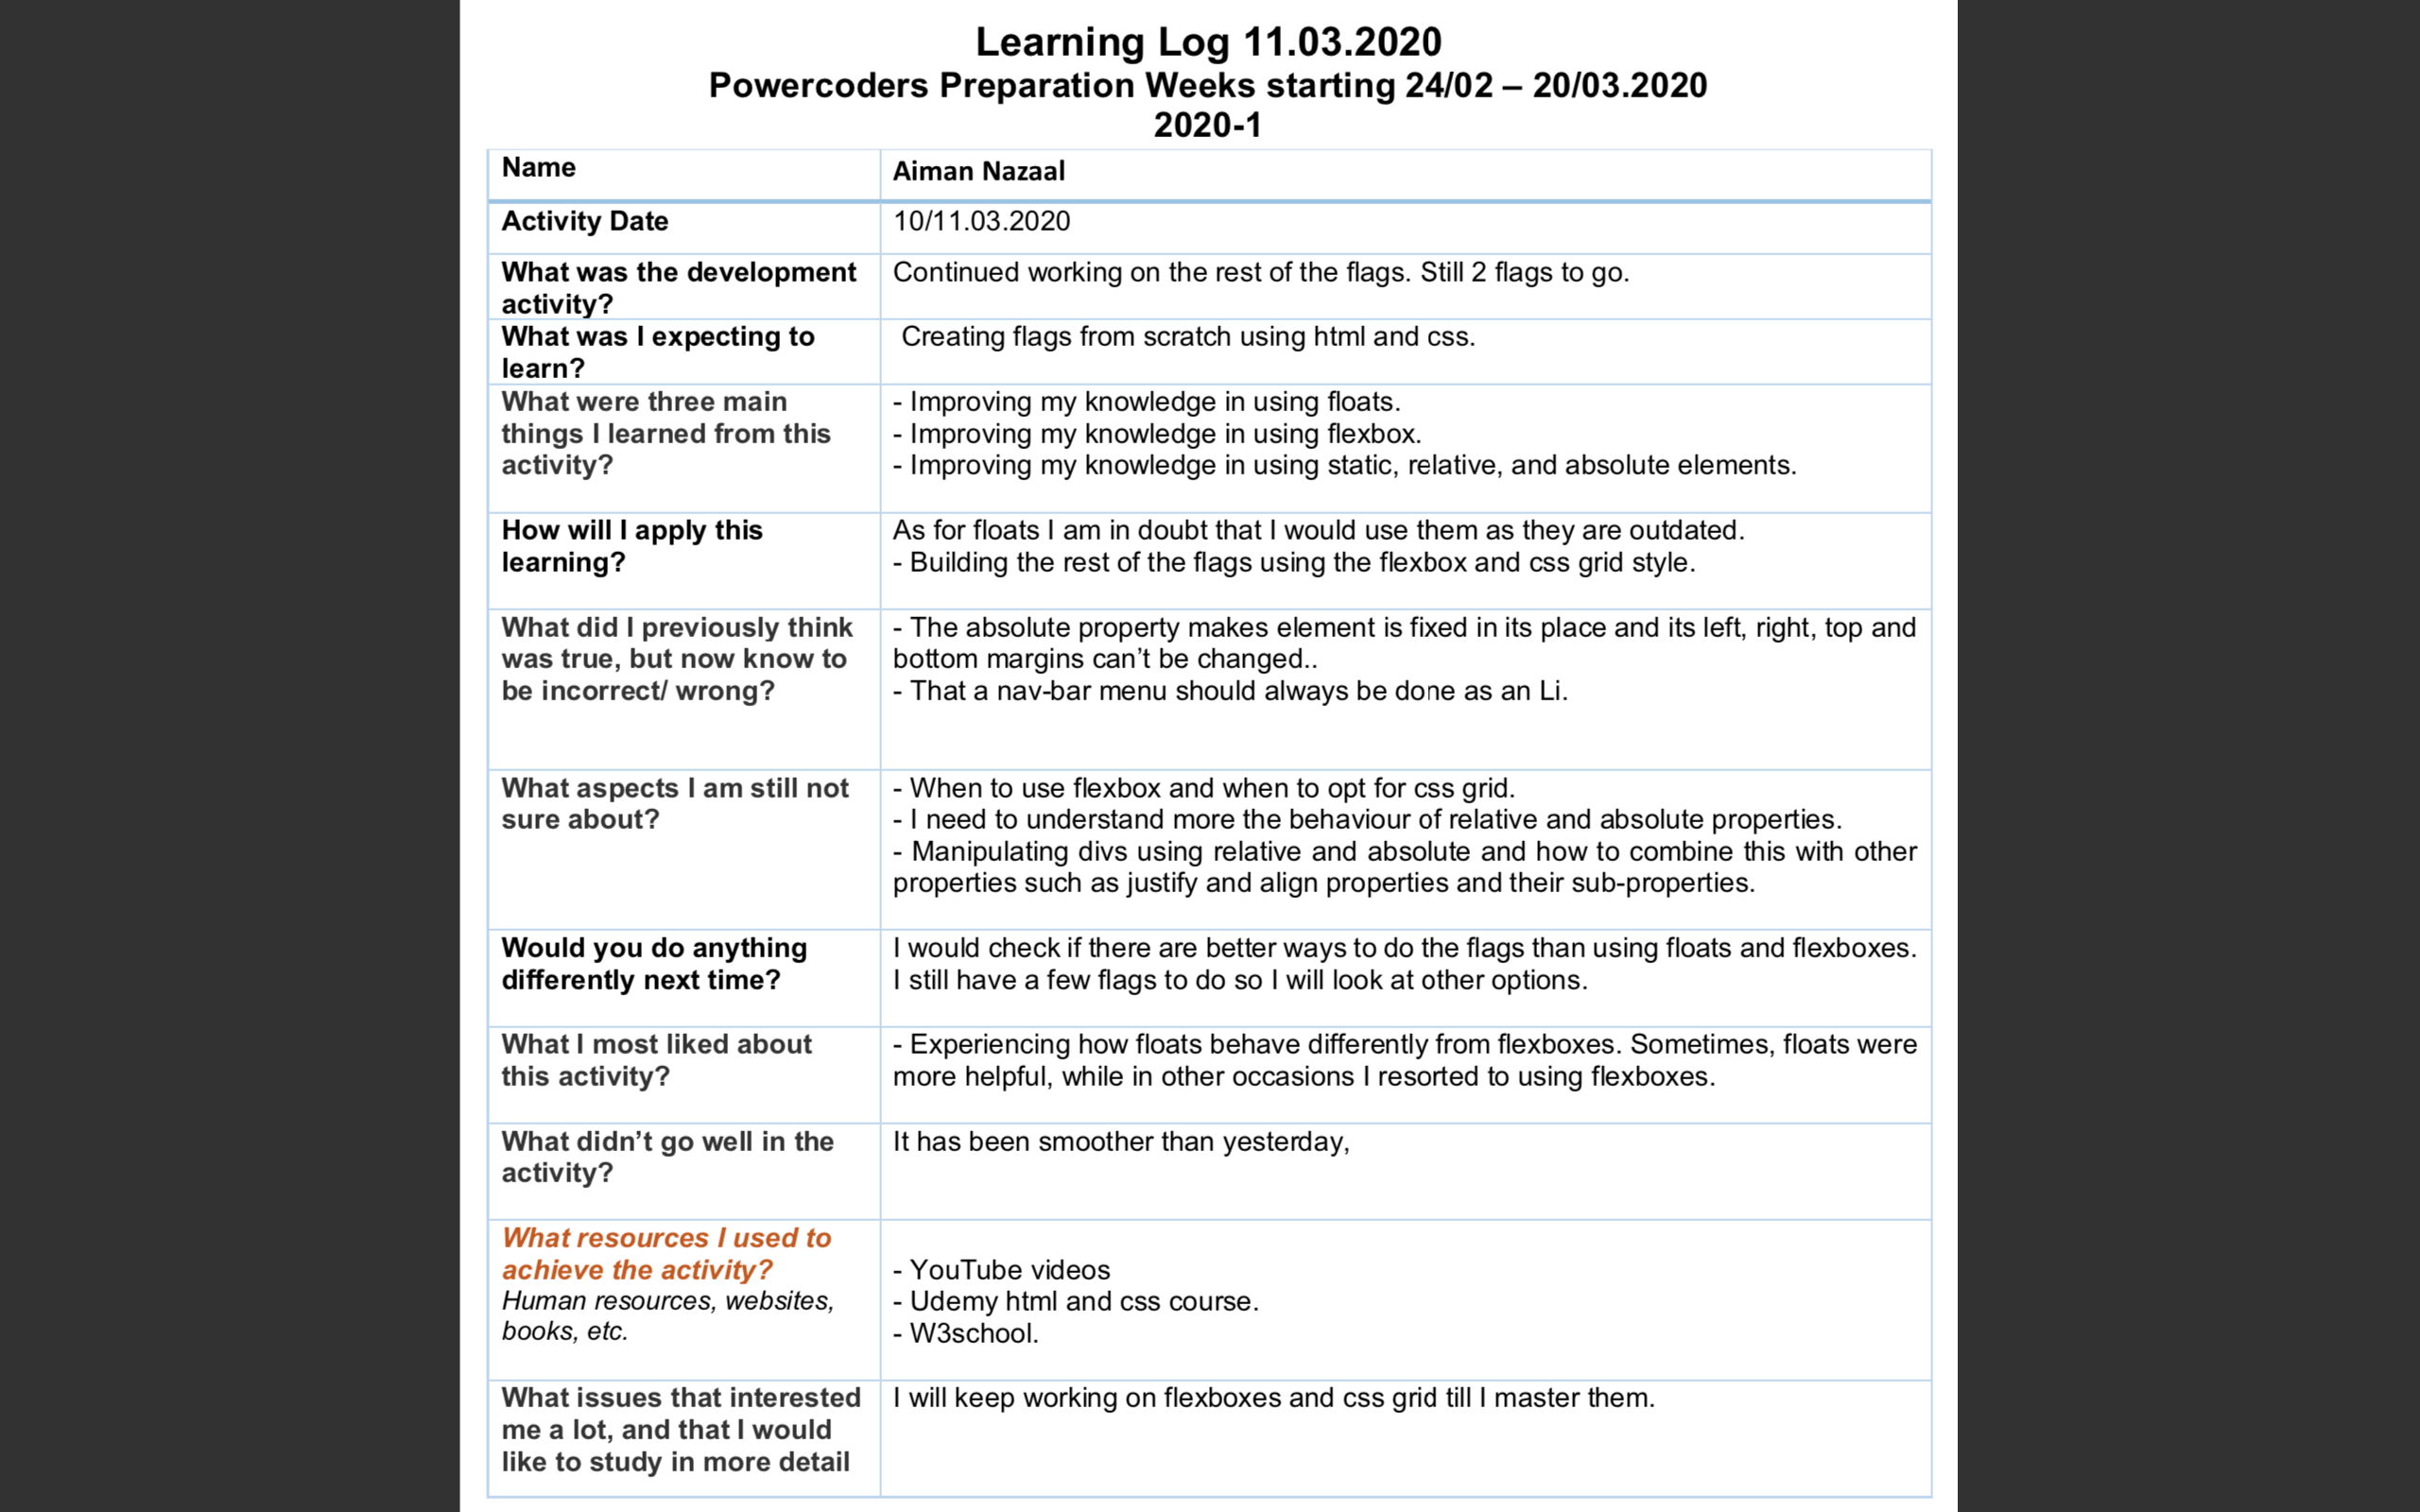 Learning Log 11.03.2020
Powercoders Preparation Weeks starting 24/02 – 20/03.2020
2020-1
Name
Aiman Nazaal
Activity Date
10/11.03.2020
What was the development
activity?
Continued working on the rest of the flags. Still 2 flags to go.
What was I expecting to
learn?
Creating flags from scratch using html and css.
What were three main
things I learned from this
activity?
- Improving my knowledge in using floats.
- Improving my knowledge in using flexbox.
- Improving my knowledge in using static, relative, and absolute elements.
How will I apply this
learning?
As for floats I am in doubt that I would use them as they are outdated.
- Building the rest of the flags using the flexbox and css grid style.
What did I previously think
was true, but now know to
be incorrect/ wrong?
- The absolute property makes element is fixed in its place and its left, right, top and
bottom margins can’t be changed..
- That a nav-bar menu should always be done as an Li.
What aspects I am still not
sure about?
- When to use flexbox and when to opt for css grid.
- I need to understand more the behaviour of relative and absolute properties.
- Manipulating divs using relative and absolute and how to combine this with other
properties such as justify and align properties and their sub-properties.
Would you do anything
differently next time?
I would check if there are better ways to do the flags than using floats and flexboxes.
I still have a few flags to do so I will look at other options.
What I most liked about
this activity?
- Experiencing how floats behave differently from flexboxes. Sometimes, floats were
more helpful, while in other occasions I resorted to using flexboxes.
What didn’t go well in the
activity?
It has been smoother than yesterday,
What resources I used to
achieve the activity?
Human resources, websites,
books, etc.
- YouTube videos
- Udemy html and css course.
- W3school.
What issues that interested
me a lot, and that I would
like to study in more detail
I will keep working on flexboxes and css grid till I master them.